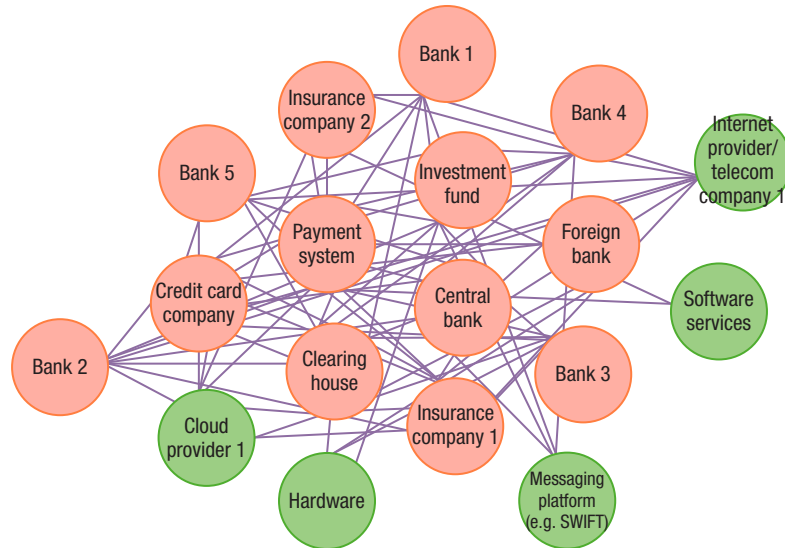 Bank 1
Insurance
company 2
Bank 4
Internet
provider/
telecom
company 1
Bank 5
Investment
fund
Payment
system
Foreign
bank
Credit card
company
Central
bank
Software
services
Bank 2
Clearing
house
Bank 3
Insurance
company 1
Cloud
provider 1
Hardware
Messaging
platform
(e.g. SWIFT)